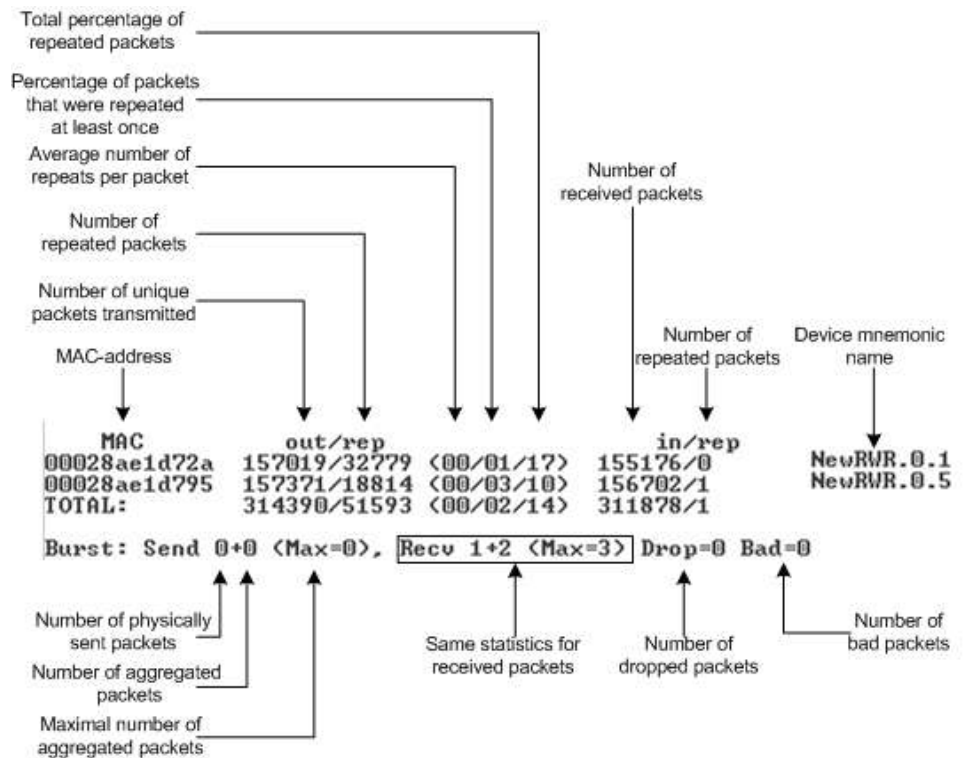 Total percentage of
repeated packets
Percentage of packets
that were repeated
at least once
Average number of
repeats per packet
Number of
received packets
Number of
repeated packets
Number of unique
packets transmitted
MAC-address
Number of
repeated packets
Device mnemonic
name
MAC out/rep in/rep
00028ae1d72a 157019/32779 (00/01/17) 155176/0 NewRWR.0.1
00028ae1d795 157371/18814 (00/03/10) 156702/1 NewRWR.0.5
TOTAL: 314390/51593 (00/02/14) 311878/1
Burst: Send 0+0 (Max=0), Recv 1+2 (Max=3) Drop=0 Bad=0
Number of physically
sent packets
Number of aggregated
packets
Maximal number of
aggregated packets
Same statistics for
received packets
Number of
dropped packets
Number of
bad packets